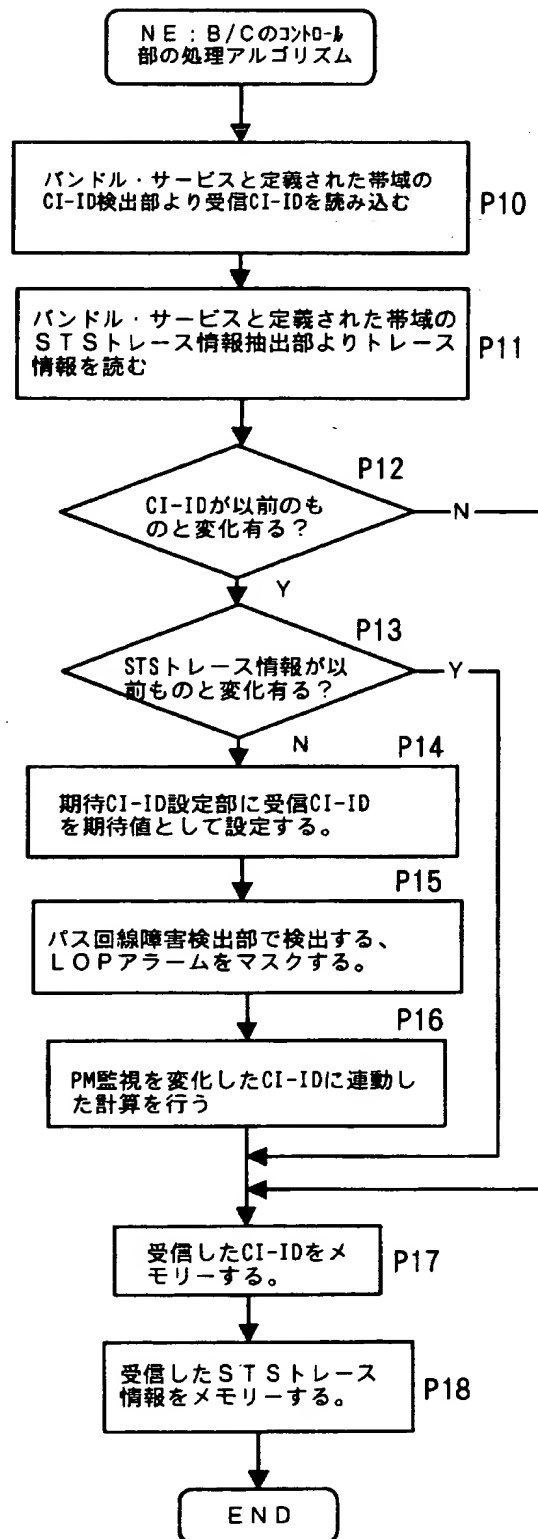 NE：B/Cのコントロール
部の処理アルゴリズム
バンドル・サービスと定義された帯域の
CI-ID検出部より受信CI-IDを読み込む
P10
バンドル・サービスと定義された帯域の
STSトレース情報抽出部よりトレース
情報を読む
P11
P12
CI-IDが以前のも
のと変化有る？
N
Y
P13
STSトレース情報が以
前ものと変化有る？
Y
N
P14
期待CI-ID設定部に受信CI-ID
を期待値として設定する。
P15
パス回線障害検出部で検出する、
LOPアラームをマスクする。
P16
PM監視を変化したCI-IDに連動し
た計算を行う
受信したCI-IDをメ
モリーする。
P17
受信したSTSトレース
情報をメモリーする。
P18
END